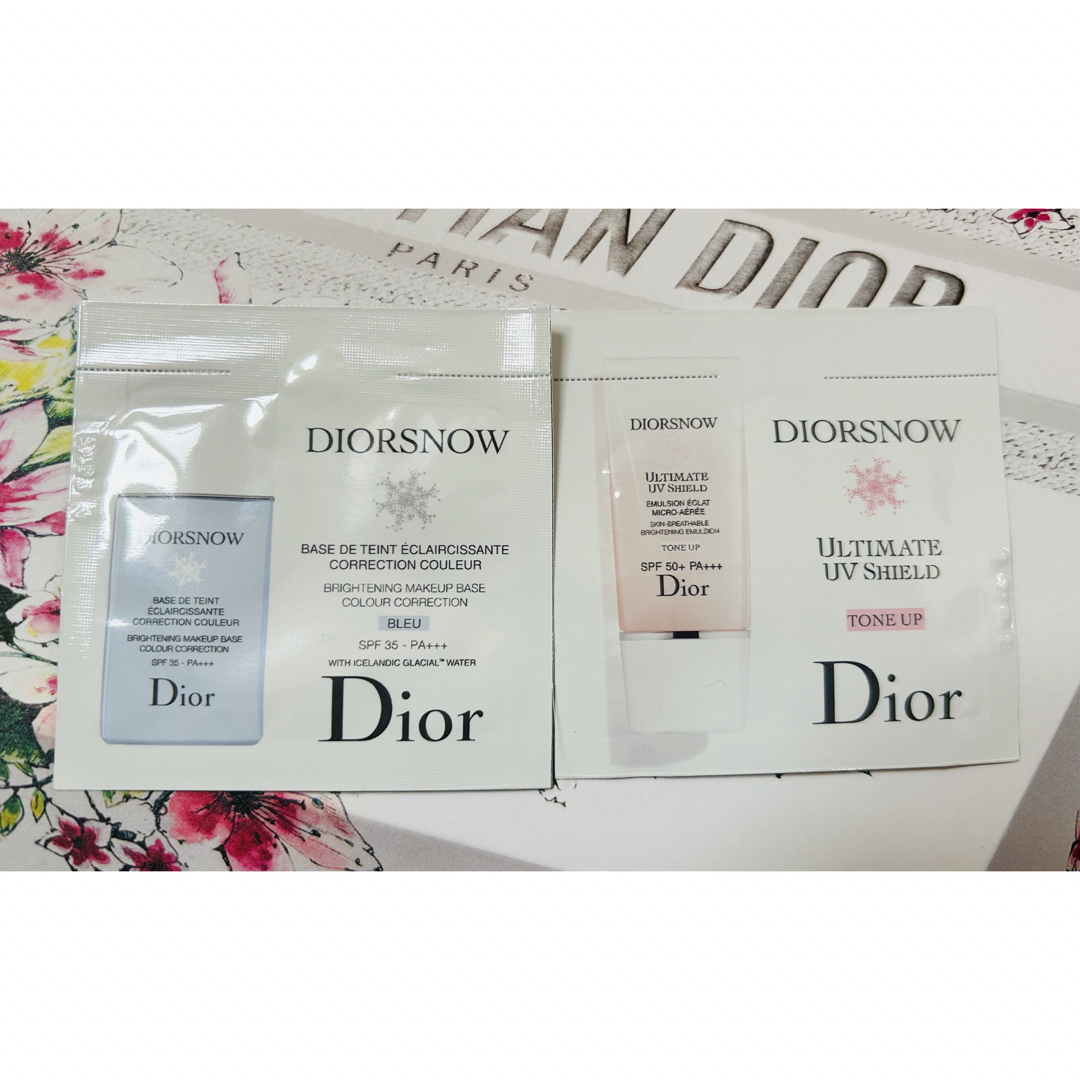 TIAN DIOR
PARIS
DIORSNOW
BASE DE TEINT ÉCLAIRCISSANTE
CORRECTION COULEUR
BRIGHTENING MAKEUP BASE
COLOUR CORRECTION
BLEU
SPF 35 - PA+++
WITH ICELANDIC GLACIAL™ WATER
Dior
DIORSNOW
BASE DE TEINT
ÉCLAIRCISSANTE
CORRECTION COULEUR
BRIGHTENING MAKEUP BASE
COLOUR CORRECTION
SPF 35 - PA+++
Dior
DIORSNOW
ULTIMATE
UV SHIELD
ÉMULSION ÉCLAT
MICRO-AÉRÉE
SKIN-BREATHABLE
BRIGHTENING EMULSION
TONE UP
SPF 50+ PA+++
Dior
DIORSNOW
ULTIMATE
UV SHIELD
TONE UP
Dior